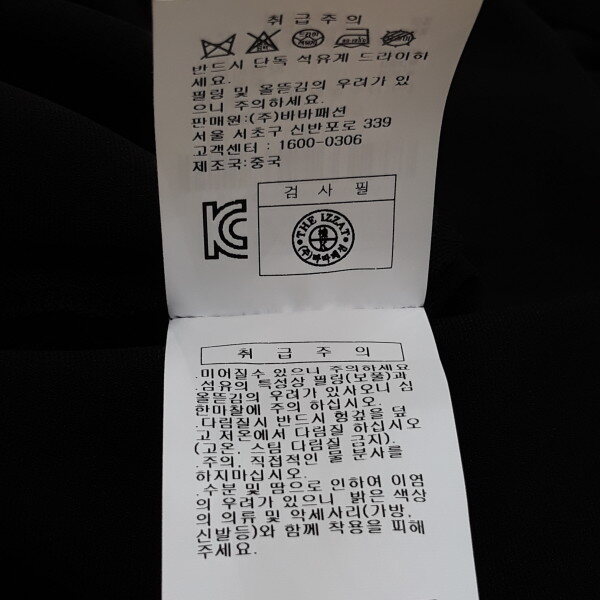 취급주의
반드시 단독 석유계 드라이하
세요.
필링 및 올뜯김의 우려가 있
으니 주의하세요.
판매원:(주)바바패션
서울 서초구 신반포로 339
고객센터 : 1600-0306
제조국:중국
검 사 필
THE IZZAT
(주)바바패션
취 급 주 의
.미어질수 있으니 주의하세요
.섬유의 특성상 필링(보풀)과
올뜯김의 우려가 있사오니 심
한마찰에 주의 하십시오.
.다림질시 반드시 헝겊을 덮
고 저온에서 다림질 하십시오
(고온, 스팀 다림질 금지).
.주의, 직접적인 물 분사를
하지마십시오.
.수분및 땀으로 인하여 이염
의 우려가 있으니 밝은 색상
의 의류 및 악세사리(가방,
신발등)와 함께 착용을 피해
주세요.